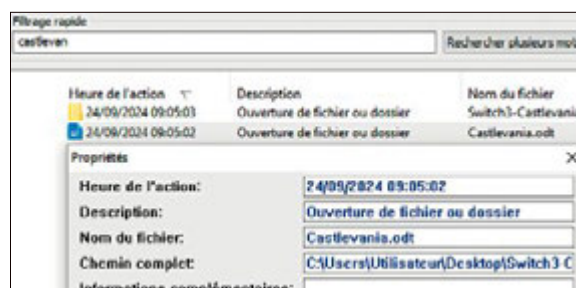 Filtrage rapide
castlevan Rechercher plusieurs mot
Heure de l'action Description Nom du fichier
24/09/2024 09:05:03 Ouverture de fichier ou dossier Switch3-Castlevania
24/09/2024 09:05:02 Ouverture de fichier ou dossier Castlevania.odt
Propriétés X
Heure de l'action: 24/09/2024 09:05:02
Description: Ouverture de fichier ou dossier
Nom du fichier: Castlevania.odt
Chemin complet: C:\Users\Utilisateur\Desktop\Switch3 C
Informations complémentaires: